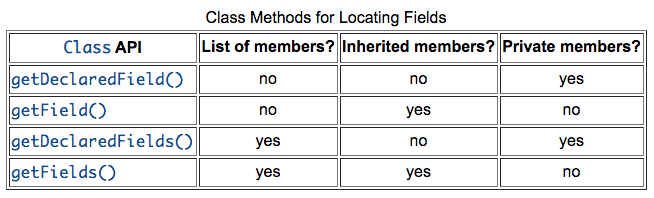 Class Methods for Locating Fields
Class API List of members? Inherited members? Private members?
getDeclaredField() no no yes
getField() no yes no
getDeclaredFields() yes no yes
getFields() yes yes no